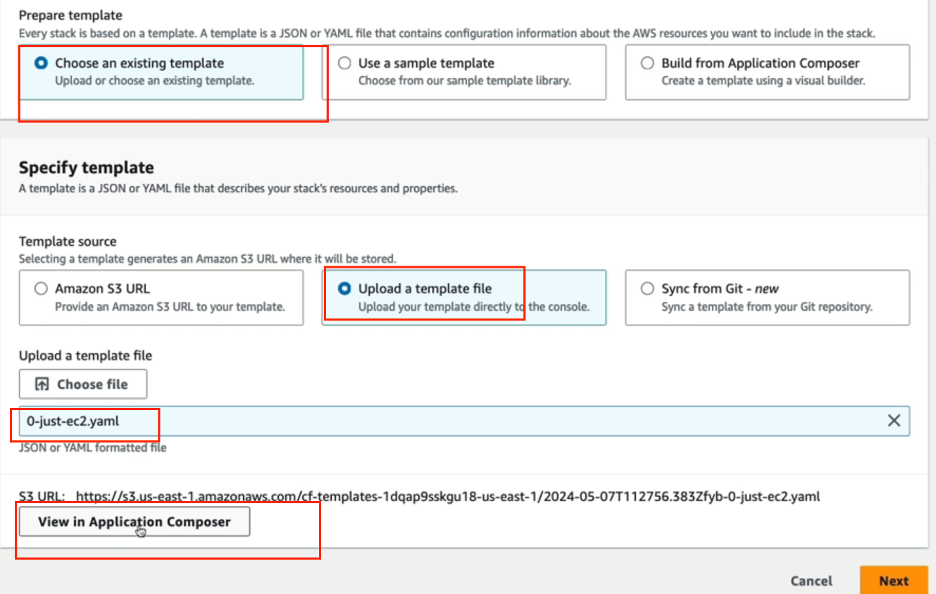 Prepare template
Every stack is based on a template. A template is a JSON or YAML file that contains configuration information about the AWS resources you want to include in the stack.
Choose an existing template
Upload or choose an existing template.
Use a sample template
Choose from our sample template library.
Build from Application Composer
Create a template using a visual builder.
Specify template
A template is a JSON or YAML file that describes your stack's resources and properties.
Template source
Selecting a template generates an Amazon S3 URL where it will be stored.
Amazon S3 URL
Provide an Amazon S3 URL to your template.
Upload a template file
Upload your template directly to the console.
Sync from Git - new
Sync a template from your Git repository.
Upload a template file
Choose file
0-just-ec2.yaml
JSON or YAML formatted file
S3 URL: https://s3.us-east-1.amazonaws.com/cf-templates-1dqap9sskgu18-us-east-1/2024-05-07T112756.383Zfyb-0-just-ec2.yaml
View in Application Composer
Cancel
Next